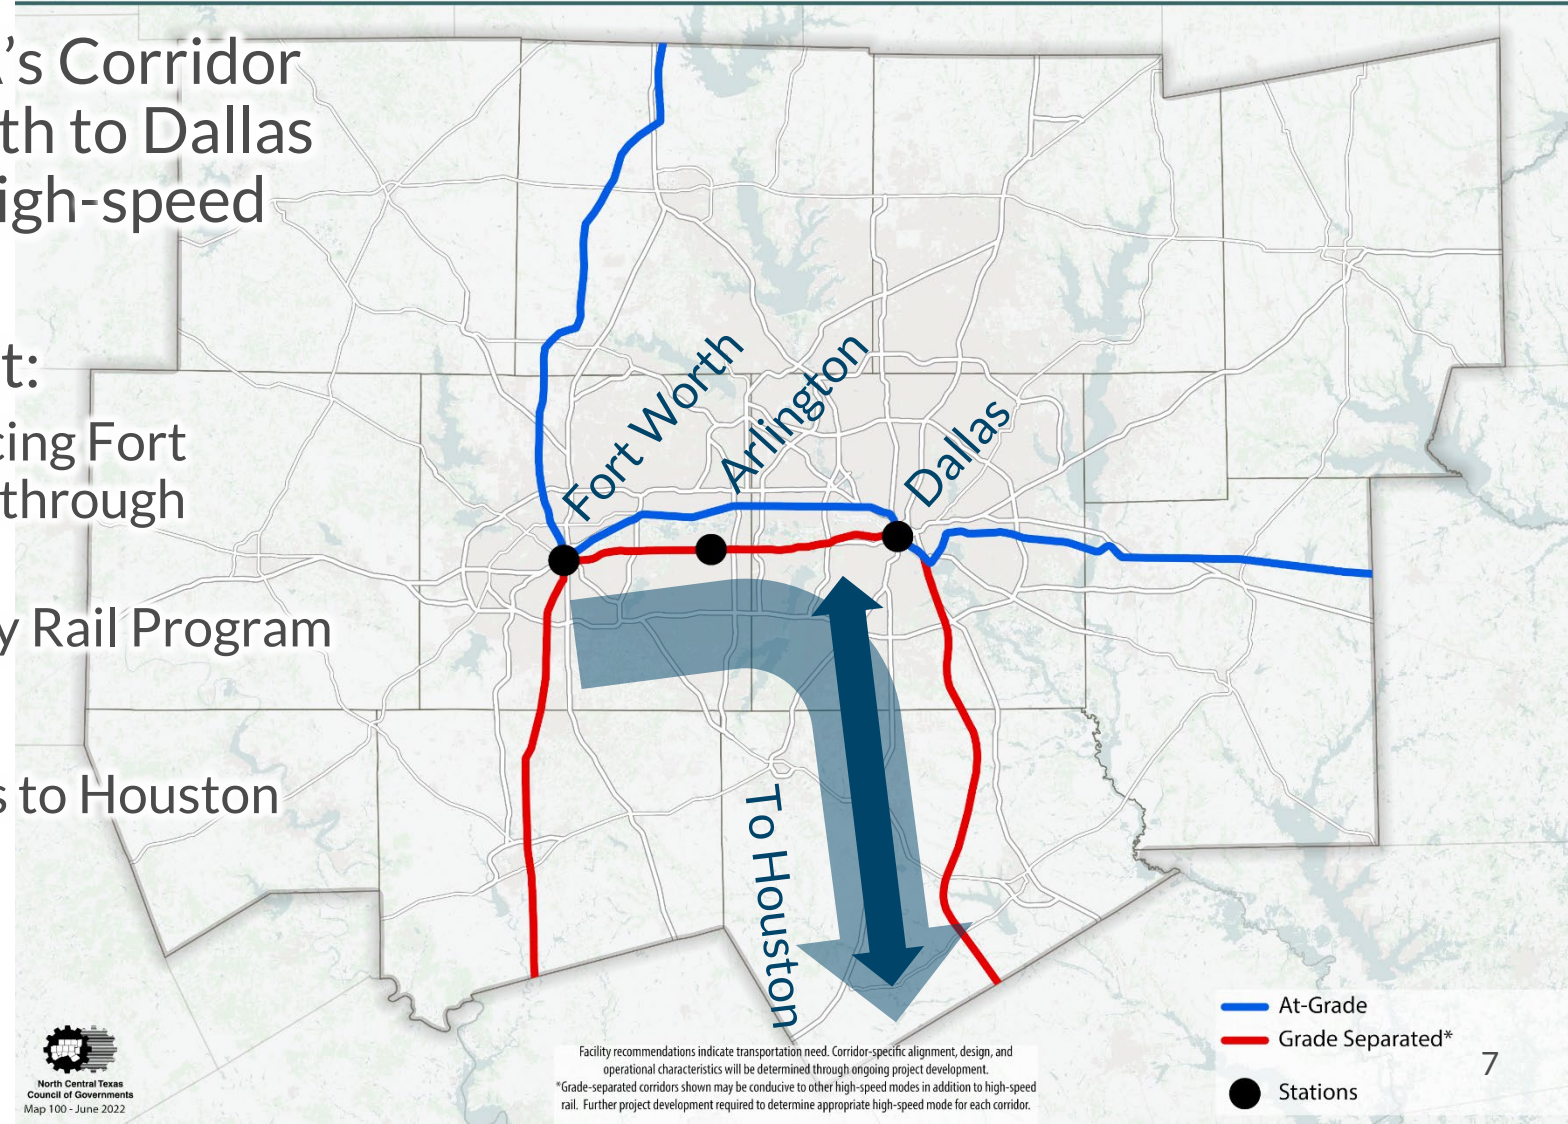 ’s Corridor
th to Dallas
igh-speed
t:
cing Fort
through
y Rail Program
s to Houston
Fort Worth
Arllington
Dallas
To Houston
At-Grade
Grade Separated*
Stations
7
North Central Texas
Council of Governments
Map 100 - June 2022
Facility recommendations indicate transportation need. Corridor-specific alignment, design, and
operational characteristics will be determined through ongoing project development.
*Grade-separated corridors shown may be conducive to other high-speed modes in addition to high-speed
rail. Further project development required to determine appropriate high-speed mode for each corridor.